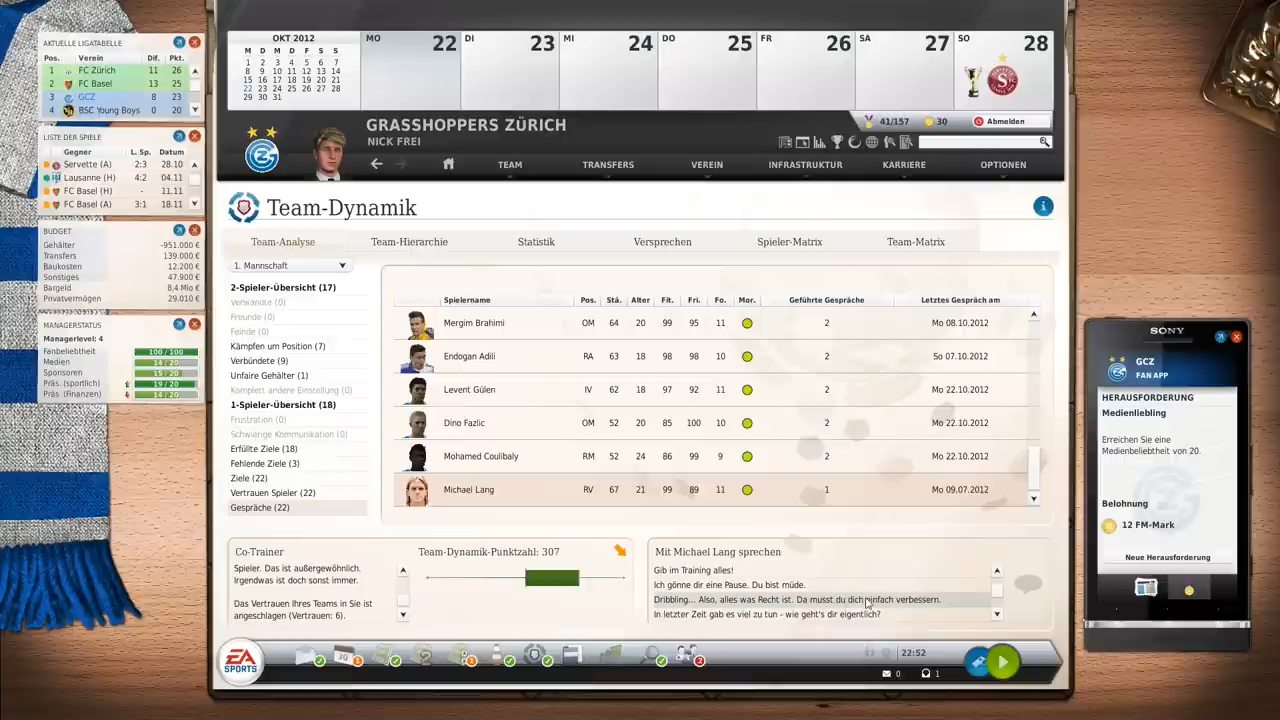 AKTUELLE LIGATABELLE
Pos. Verein Dif. Pkt.
1 FC Zürich 11 26
2 FC Basel 13 25
3 GCZ 8 23
4 BSC Young Boys 0 20
LISTE DER SPIELE
Gegner L. Sp. Datum
Servette (A) 2:3 28.10
Lausanne (H) 4:2 04.11
FC Basel (H) - 11.11
FC Basel (A) 3:1 18.11
BUDGET
Gehälter -951.000 €
Transfers 139.000 €
Baukosten 12.200 €
Sonstiges 47.900 €
Bargeld 8,4 Mio €
Privatvermögen 29.010 €
MANAGERSTATUS
Managerlevel: 4
Fanbeliebtheit 100 / 100
Medien 14 / 20
Sponsoren 15 / 20
Präs. (sportlich) 19 / 20
Präs. (Finanzen) 14 / 20
OKT 2012
M D M D F S S
1 2 3 4 5 6 7
8 9 10 11 12 13 14
15 16 17 18 19 20 21
22 23 24 25 26 27 28
29 30 31
MO 22 DI 23 MI 24 DO 25 FR 26 SA 27 SO 28
GRASSHOPPERS ZÜRICH
NICK FREI
41/157 30 Abmelden
TEAM TRANSFERS VEREIN INFRASTRUKTUR KARRIERE OPTIONEN
Team-Dynamik
Team-Analyse Team-Hierarchie Statistik Versprechen Spieler-Matrix Team-Matrix
1. Mannschaft
2-Spieler-Übersicht (17)
Verwandte (0)
Freunde (0)
Feinde (0)
Kämpfen um Position (7)
Verbündete (9)
Unfaire Gehälter (1)
Komplett andere Einstellung (0)
1-Spieler-Übersicht (18)
Frustration (0)
Schwierige Kommunikation (0)
Erfüllte Ziele (18)
Fehlende Ziele (3)
Ziele (22)
Vertrauen Spieler (22)
Gespräche (22)
Spielername Pos. Stä. Alter Fit. Fri. Fo. Mor. Geführte Gespräche Letztes Gespräch am
Mergim Brahimi OM 64 20 99 95 11 2 Mo 08.10.2012
Endogan Adili RA 63 18 98 98 10 2 So 07.10.2012
Levent Gülen IV 62 18 97 92 11 2 Mo 22.10.2012
Dino Fazlic OM 52 20 85 100 10 2 Mo 22.10.2012
Mohamed Coulibaly RM 52 24 86 99 9 2 Mo 22.10.2012
Michael Lang RV 67 21 99 89 11 1 Mo 09.07.2012
Co-Trainer
Spieler. Das ist außergewöhnlich.
Irgendwas ist doch sonst immer.
Das Vertrauen Ihres Teams in Sie ist
angeschlagen (Vertrauen: 6).
Team-Dynamik-Punktzahl: 307
Mit Michael Lang sprechen
Gib im Training alles!
Ich gönne dir eine Pause. Du bist müde.
Dribbling... Also, alles was Recht ist. Da musst du dich einfach verbessern.
In letzter Zeit gab es viel zu tun - wie geht's dir eigentlich?
EA SPORTS
22:52
0 1
SONY
GCZ
FAN APP
HERAUSFORDERUNG
Medienliebling
Erreichen Sie eine
Medienbeliebtheit von 20.
Belohnung
12 FM-Mark
Neue Herausforderung